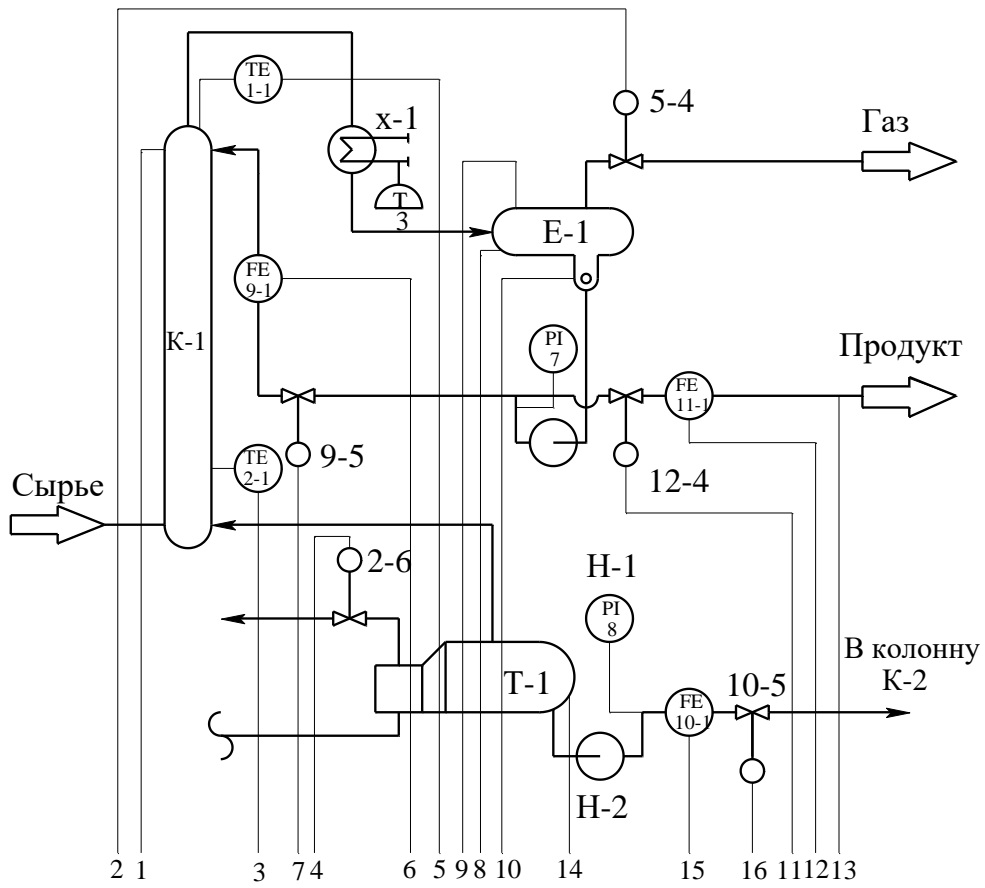 TE
1-1
х-1
5-4
Газ
Т
3
Е-1
FE
9-1
К-1
PI
7
Продукт
FE
11-1
TE
2-1
9-5
12-4
Сырье
2-6
Н-1
PI
8
В колонну
К-2
Т-1
10-5
FE
10-1
Н-2
2 1 3 7 4 6 5 9 8 10 14 15 16 11 12 13